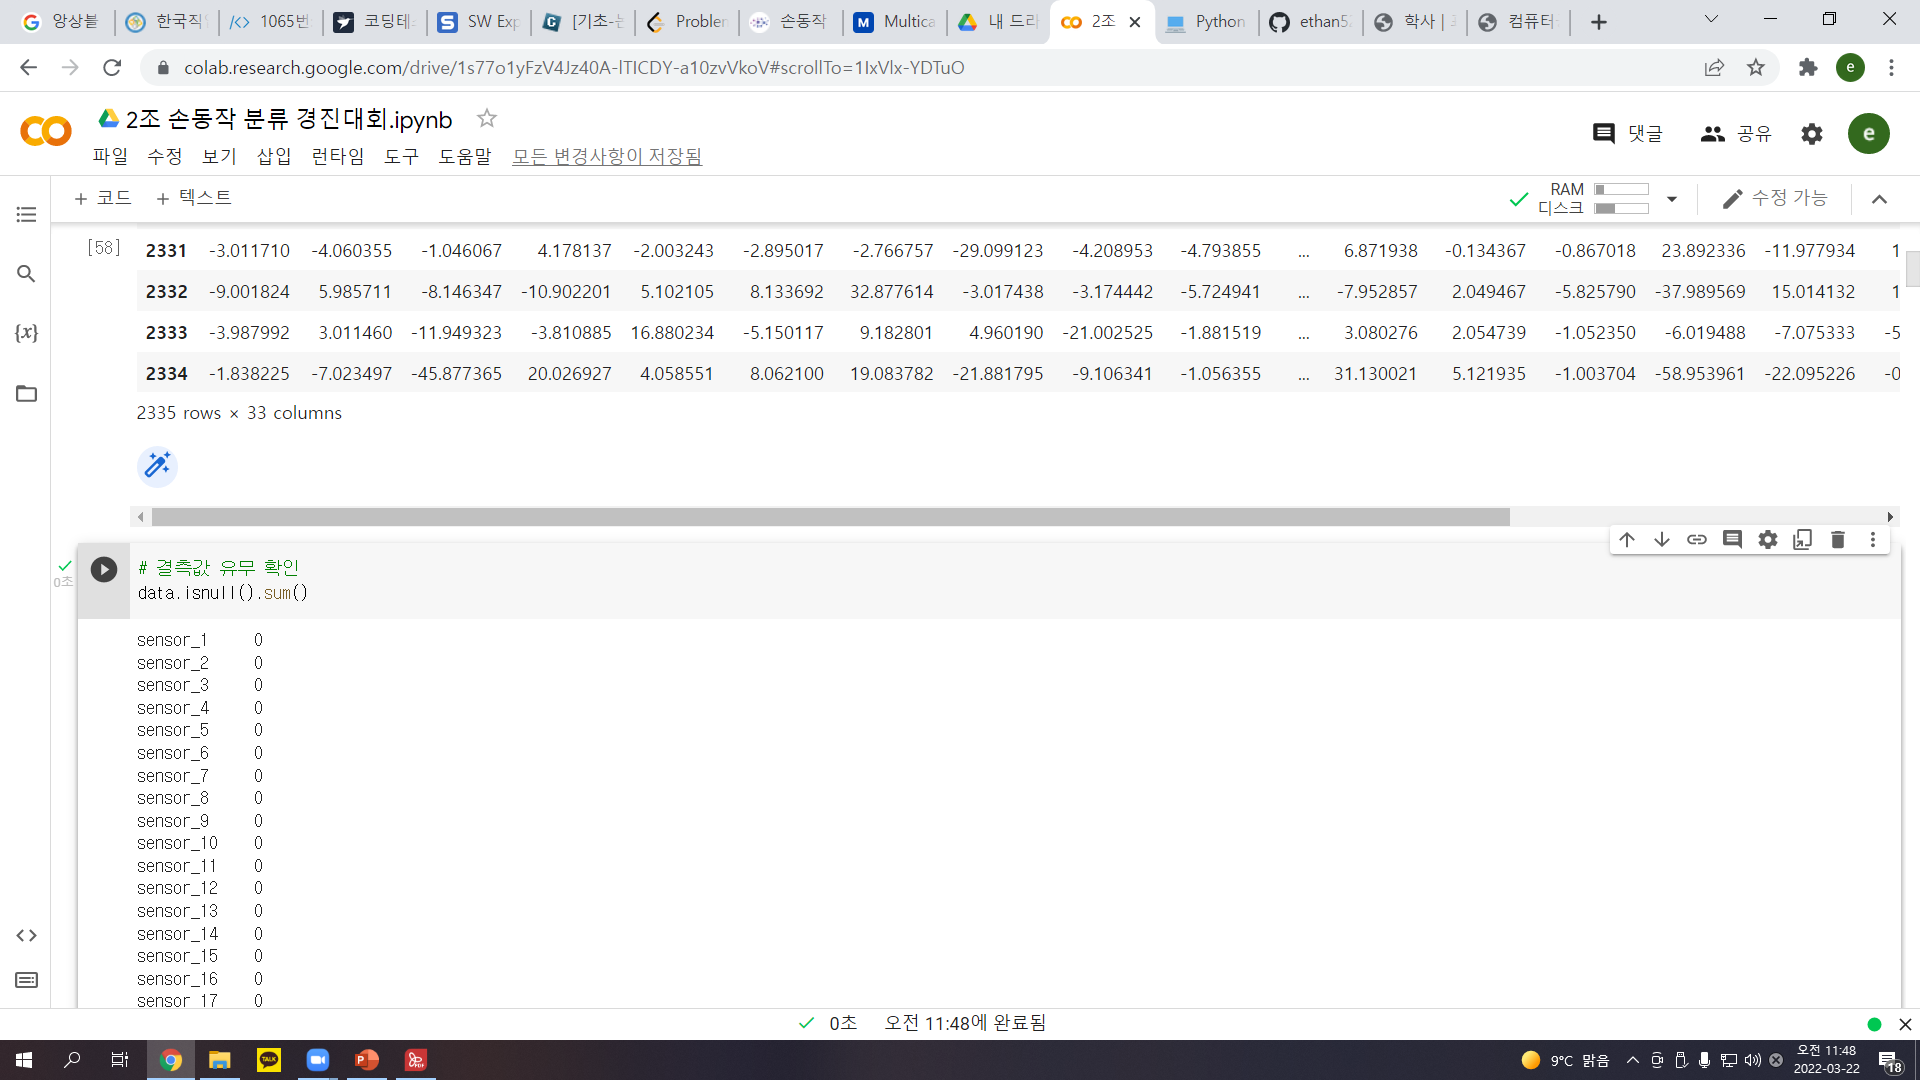 앙상블
한국직
1065번
코딩테
SW Exp
[기초-논
Problem
손동작
Multica
내 드라
2조
Python
ethan52
학사 |
컴퓨터
colab.research.google.com/drive/1s77o1yFzV4Jz40A-lTICDY-a10zvVkoV#scrollTo=1IxVlx-YDTuO
e
2조 손동작 분류 경진대회.ipynb
댓글
공유
e
파일 수정 보기 삽입 런타임 도구 도움말 모든 변경사항이 저장됨
+ 코드 + 텍스트
RAM
디스크
수정 가능
[58]
2331 -3.011710 -4.060355 -1.046067 4.178137 -2.003243 -2.895017 -2.766757 -29.099123 -4.208953 -4.793855 ... 6.871938 -0.134367 -0.867018 23.892336 -11.977934 1
2332 -9.001824 5.985711 -8.146347 -10.902201 5.102105 8.133692 32.877614 -3.017438 -3.174442 -5.724941 ... -7.952857 2.049467 -5.825790 -37.989569 15.014132 1
2333 -3.987992 3.011460 -11.949323 -3.810885 16.880234 -5.150117 9.182801 4.960190 -21.002525 -1.881519 ... 3.080276 2.054739 -1.052350 -6.019488 -7.075333 -5
2334 -1.838225 -7.023497 -45.877365 20.026927 4.058551 8.062100 19.083782 -21.881795 -9.106341 -1.056355 ... 31.130021 5.121935 -1.003704 -58.953961 -22.095226 -0
2335 rows × 33 columns
0초
# 결측값 유무 확인
data.isnull().sum()
sensor_1 0
sensor_2 0
sensor_3 0
sensor_4 0
sensor_5 0
sensor_6 0
sensor_7 0
sensor_8 0
sensor_9 0
sensor_10 0
sensor_11 0
sensor_12 0
sensor_13 0
sensor_14 0
sensor_15 0
sensor_16 0
sensor_17 0
0초 오전 11:48에 완료됨
TALK
9°C 맑음
오전 11:48
2022-03-22
18